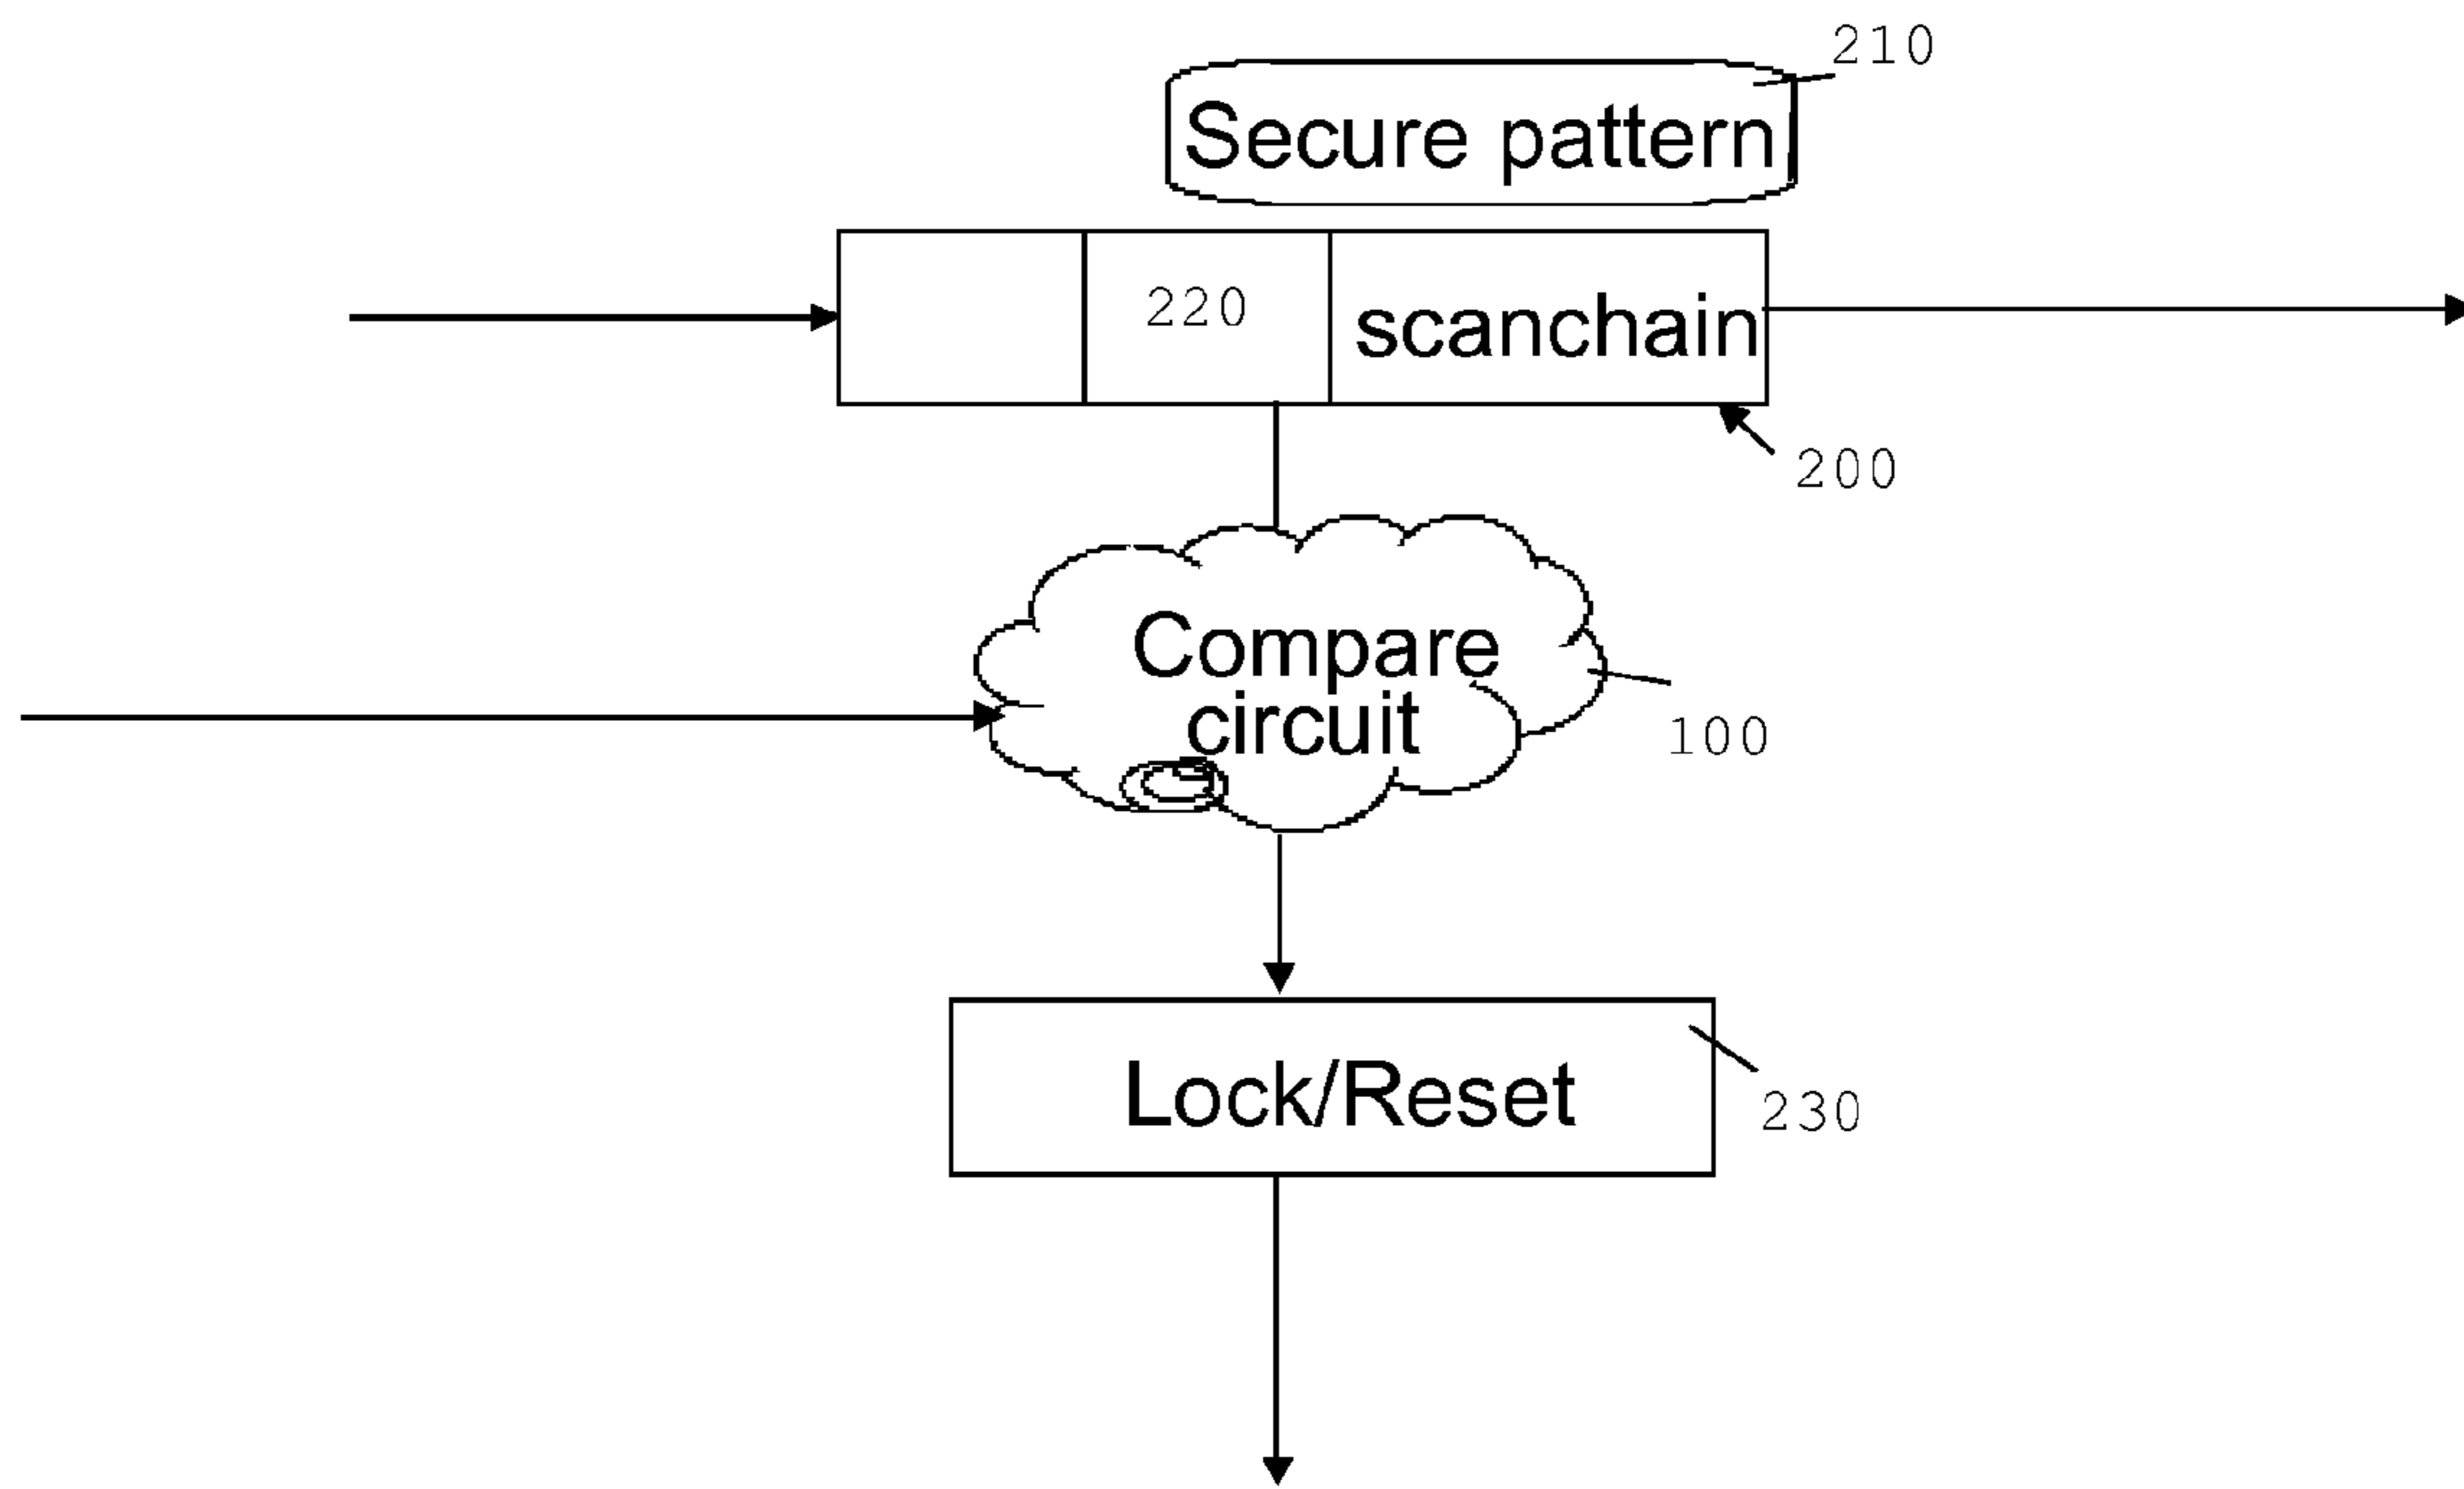 210
Secure pattern
220
scanchain
200
Compare
circuit
100
Lock/Reset
230